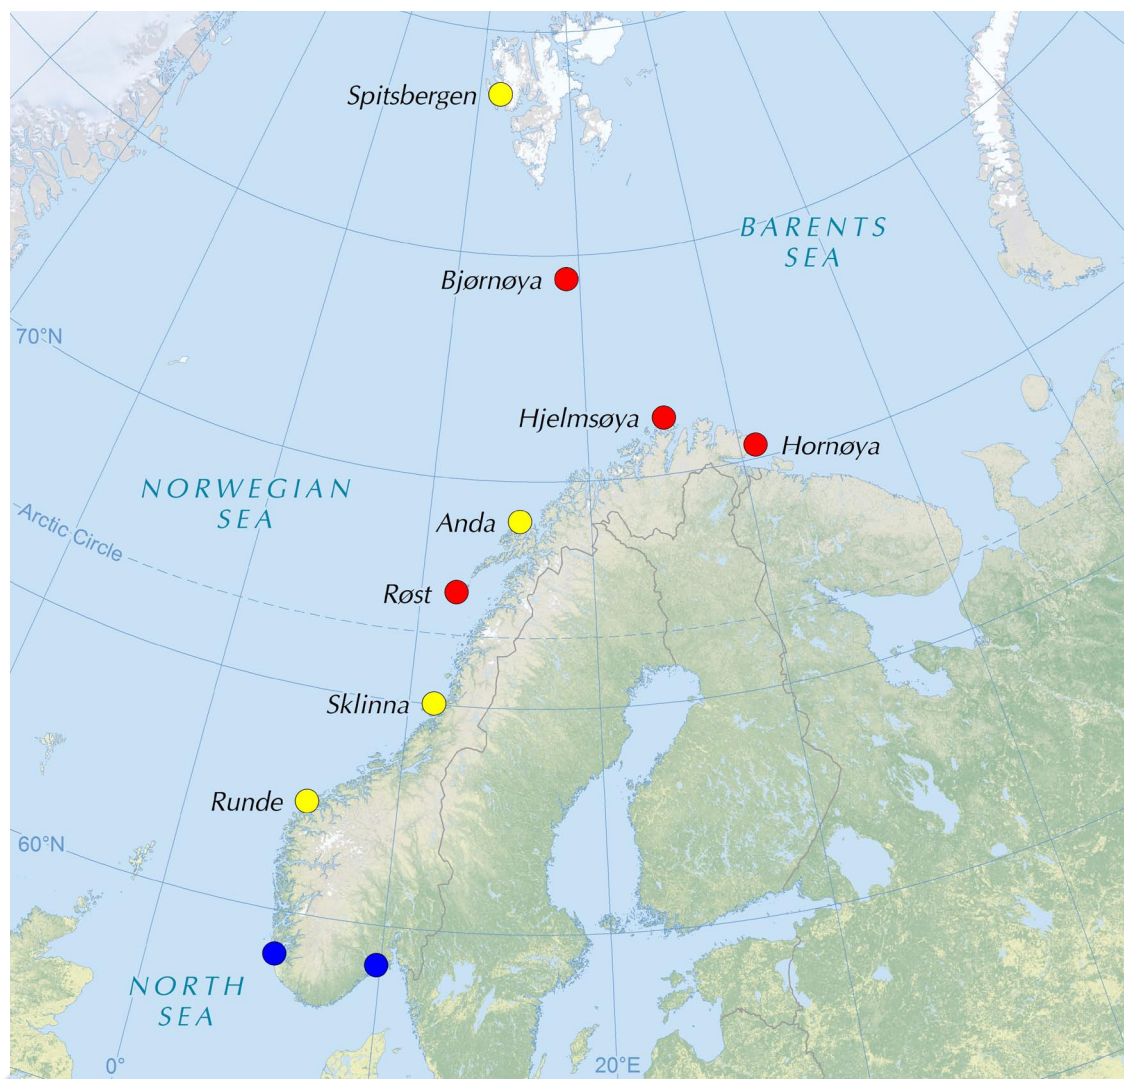 Spitsbergen
BARENTS
SEA
Bjørnøya
70°N
Hjelmsøya
Hornøya
NORWEGIAN
SEA
Anda
Arctic Circle
Røst
Sklinna
Runde
60°N
NORTH
SEA
0°
20°E